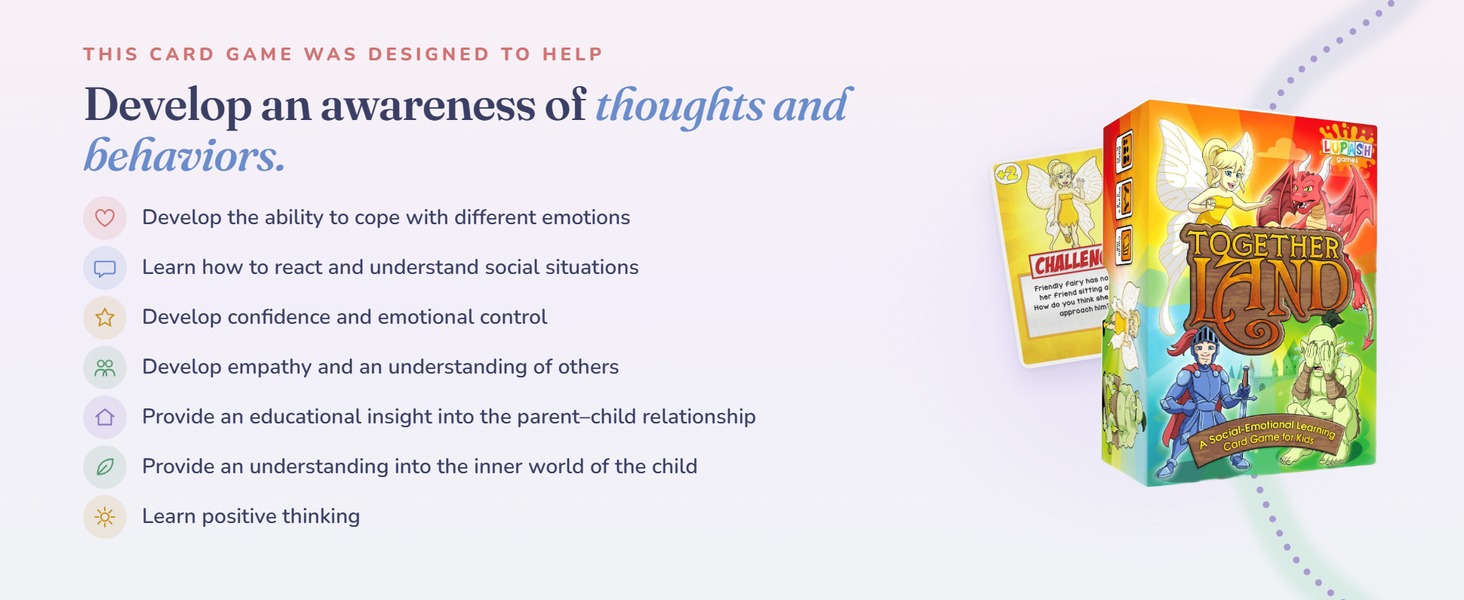 THIS CARD GAME WAS DESIGNED TO HELP
Develop an awareness of thoughts and
behaviors.
Develop the ability to cope with different emotions
Learn how to react and understand social situations
Develop confidence and emotional control
Develop empathy and an understanding of others
Provide an educational insight into the parent–child relationship
Provide an understanding into the inner world of the child
Learn positive thinking
+2
CHALLEN
Friendly Fairy has no
her friend sitting
How do you think she
approach him
LUPASH
games
TOGETHER
LAND
A Social-Emotional Learning
Card Game for Kids